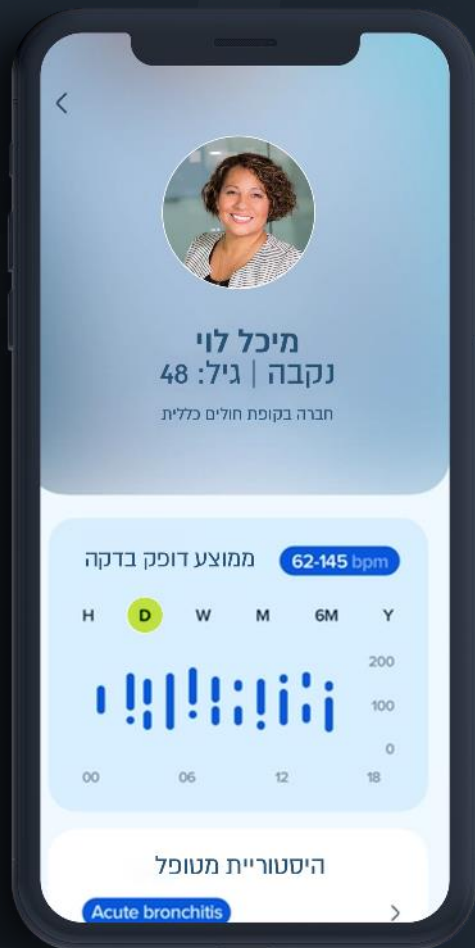 מיכל לוי
נקבה | גיל: 48
חברה בקופת חולים כללית
ממוצע דופק בדקה 62-145 bpm
H D W M 6M Y
200
100
0
00 06 12 18
היסטוריית מטופל
Acute bronchitis